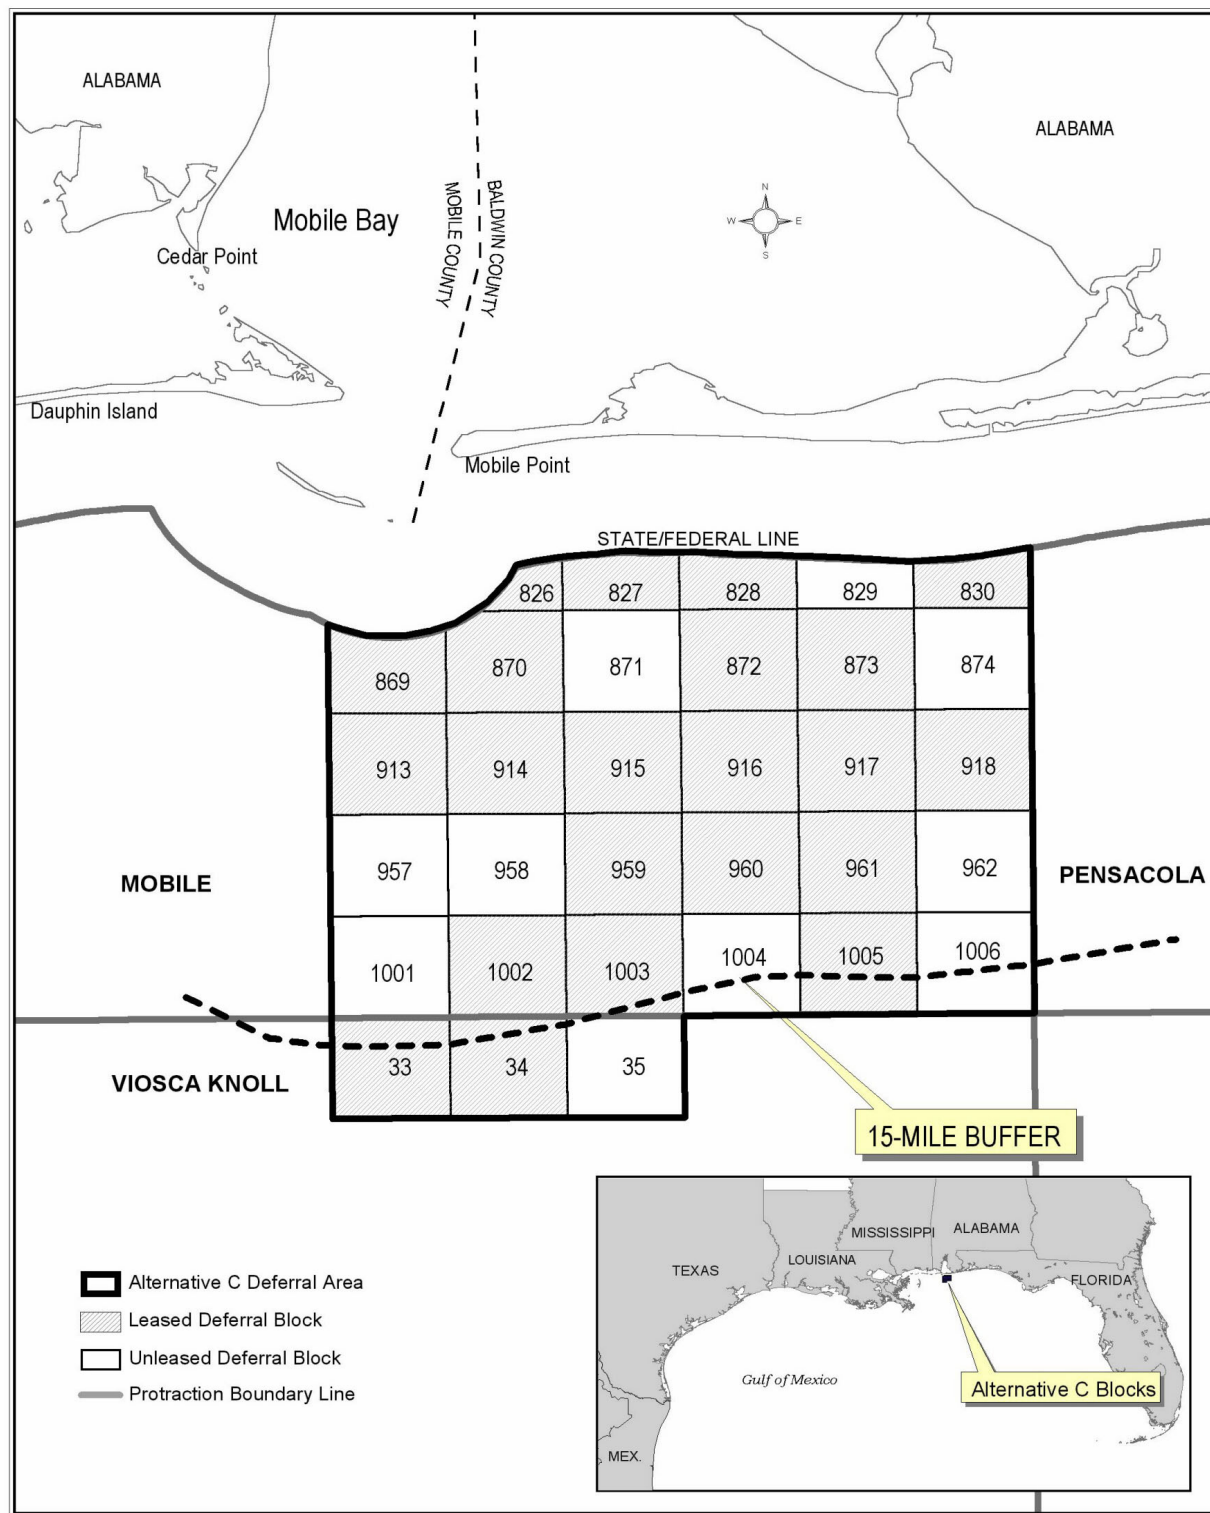 ALABAMA
ALABAMA
Mobile Bay
MOBILE COUNTY
BALDWIN COUNTY
N
W
E
S
Cedar Point
Dauphin Island
Mobile Point
STATE/FEDERAL LINE
826 827 828 829 830
869 870 871 872 873 874
913 914 915 916 917 918
957 958 959 960 961 962
MOBILE
PENSACOLA
1001 1002 1003 1004 1005 1006
33 34 35
VIOSCA KNOLL
15-MILE BUFFER
Alternative C Deferral Area
Leased Deferral Block
Unleased Deferral Block
Protraction Boundary Line
TEXAS
LOUISIANA
MISSISSIPPI
ALABAMA
FLORIDA
Gulf of Mexico
Alternative C Blocks
MEX.